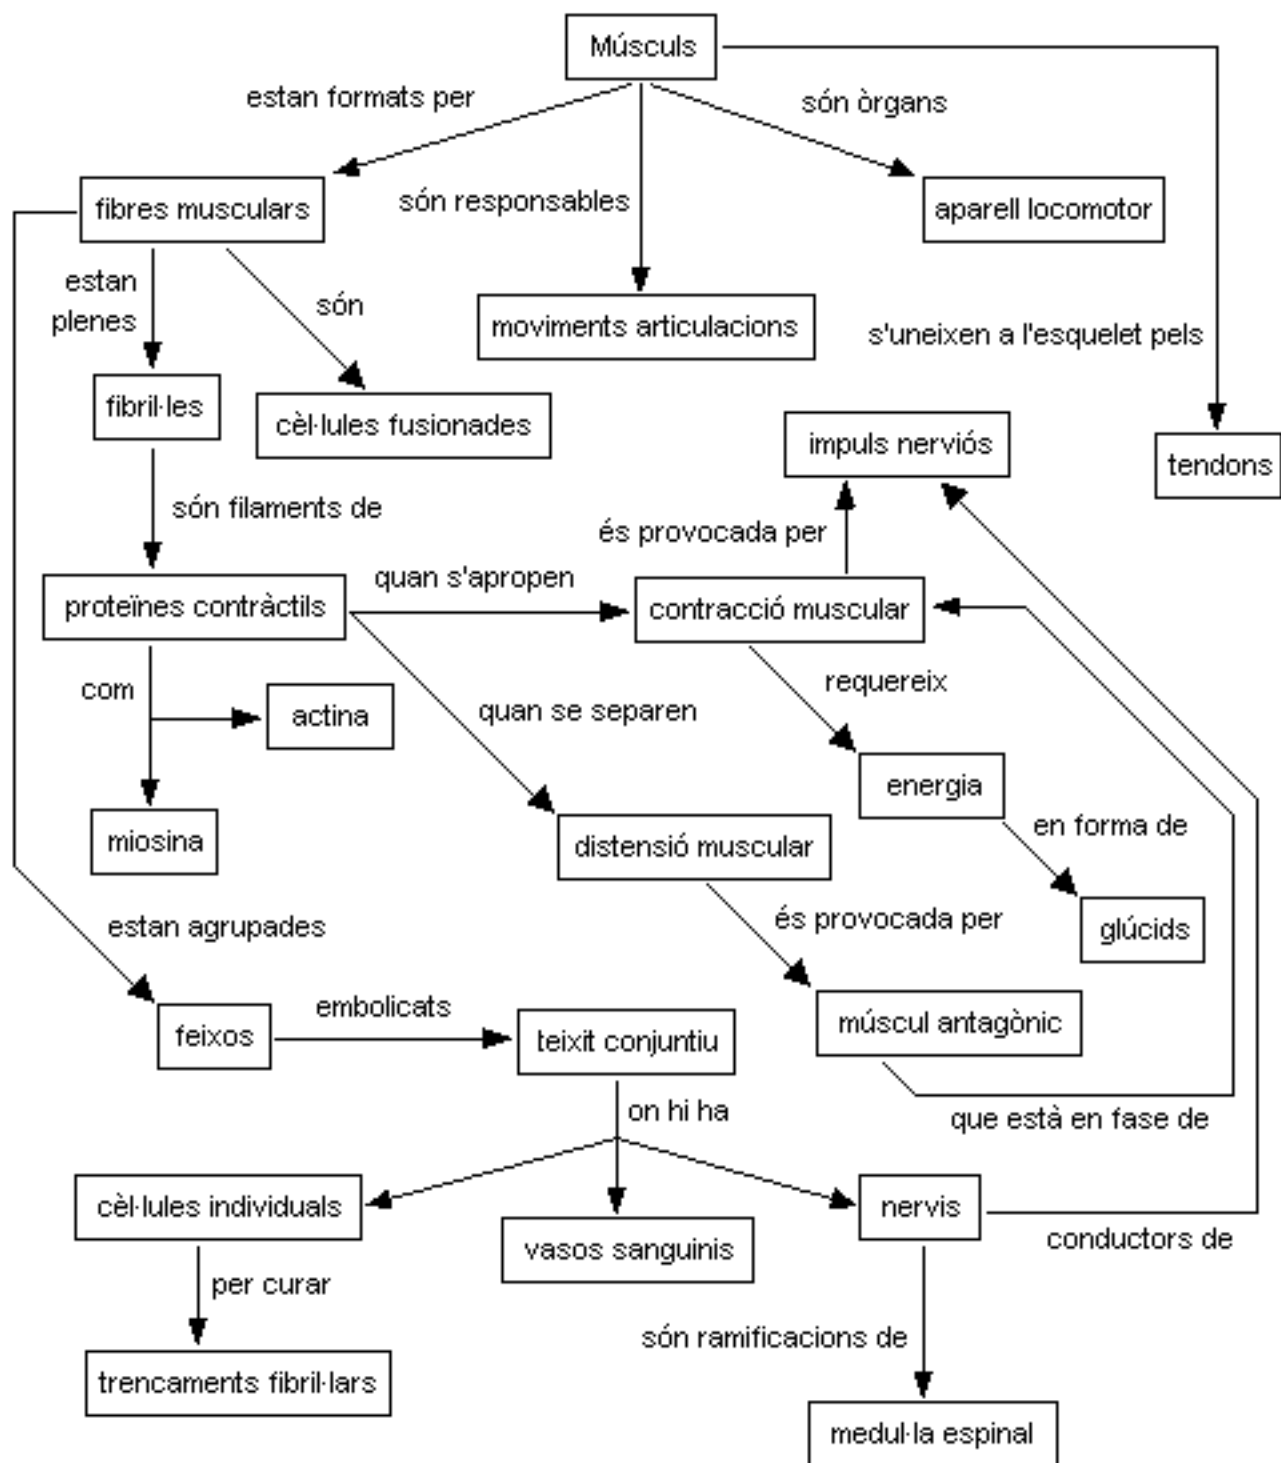 Músculs
estan formats per
són òrgans
fibres musculars
són responsables
aparell locomotor
estan
plenes
són
moviments articulacions
s'uneixen a l'esquelet pels
fibril·les
cèl·lules fusionades
impuls nerviós
tendons
són filaments de
és provocada per
proteïnes contràctils
quan s'apropen
contracció muscular
com
actina
quan se separen
requereix
energia
miosina
distensió muscular
en forma de
estan agrupades
és provocada per
glúcids
feixos
embolicats
teixit conjuntiu
múscul antagònic
on hi ha
que està en fase de
cèl·lules individuals
vasos sanguinis
nervis
conductors de
per curar
són ramificacions de
trencaments fibril·lars
medul·la espinal